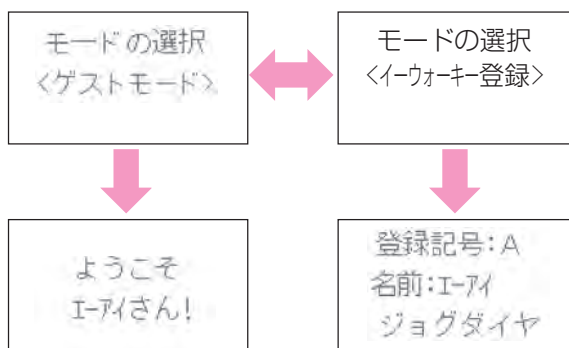 モードの選択
<ゲストモード>
モードの選択
<イーウォーキー登録>
ようこそ
エーアイさん!
登録記号:A
名前:エーアイ
ジョグダイヤ